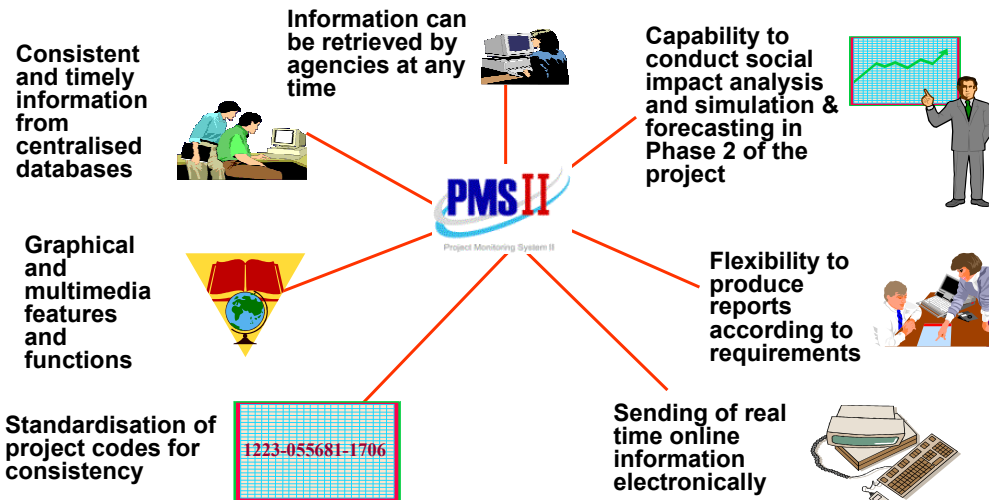 Information can
be retrieved by
agencies at any
time
Consistent
and timely
information
from
centralised
databases
Capability to
conduct social
impact analysis
and simulation &
forecasting in
Phase 2 of the
project
PMSII
Project Monitoring System II
Graphical
and
multimedia
features
and
functions
Flexibility to
produce
reports
according to
requirements
Standardisation of
project codes for
consistency
1223-055681-1706
Sending of real
time online
information
electronically